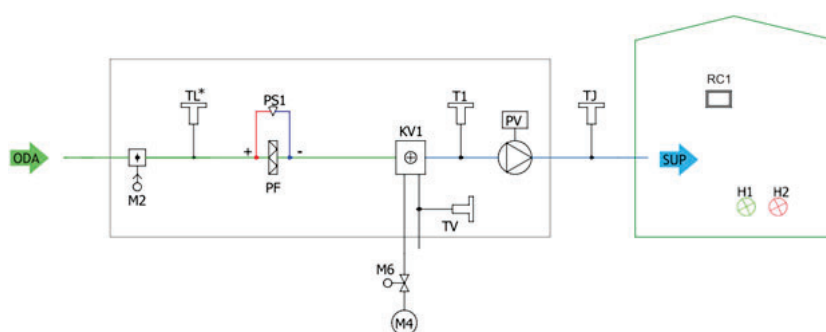 RC1
TL*
PS1
T1
PV
TJ
KV1
ODA
+
-
SUP
M2
PF
H1
H2
TV
M6
M4